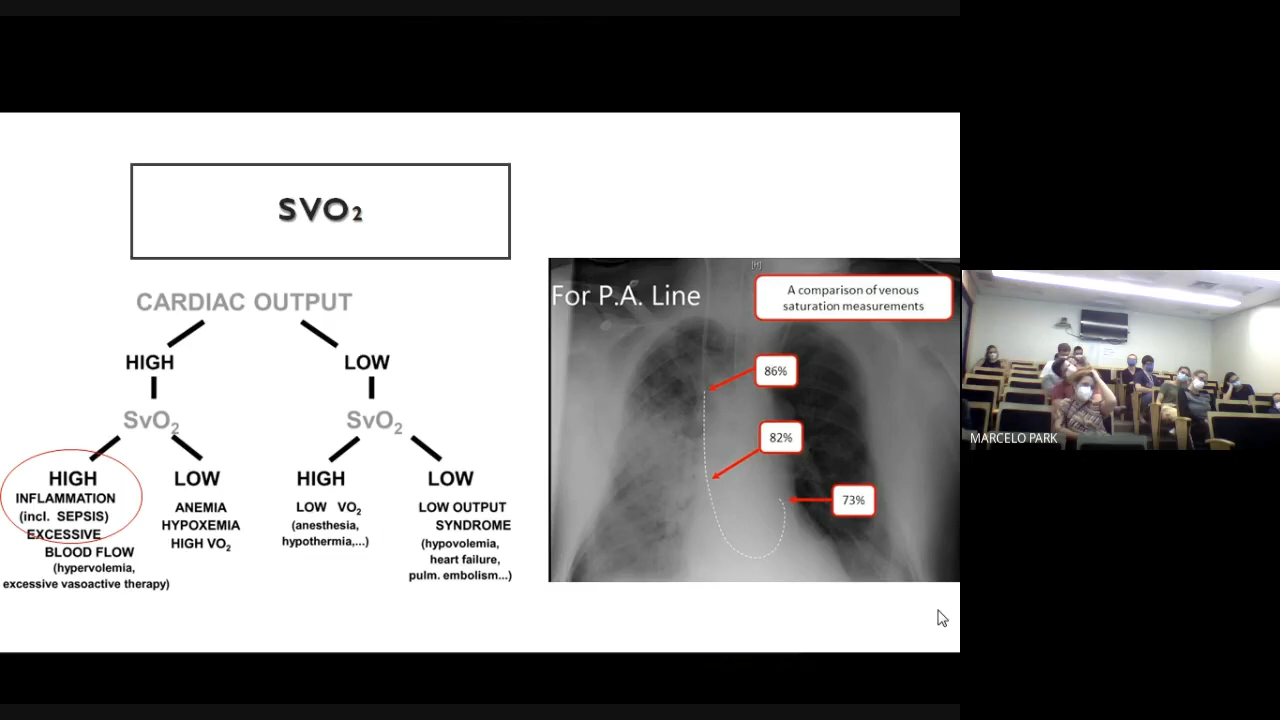 SVO2
CARDIAC OUTPUT
HIGH
LOW
SvO2
SvO2
HIGH
INFLAMMATION
(incl. SEPSIS)
EXCESSIVE
BLOOD FLOW
(hypervolemia,
excessive vasoactive therapy)
LOW
ANEMIA
HYPOXEMIA
HIGH VO2
HIGH
LOW VO2
(anesthesia,
hypothermia,...)
LOW
LOW OUTPUT
SYNDROME
(hypovolemia,
heart failure,
pulm. embolism...)
[H]
For P.A. Line
A comparison of venous
saturation measurements
86%
82%
73%
MARCELO PARK